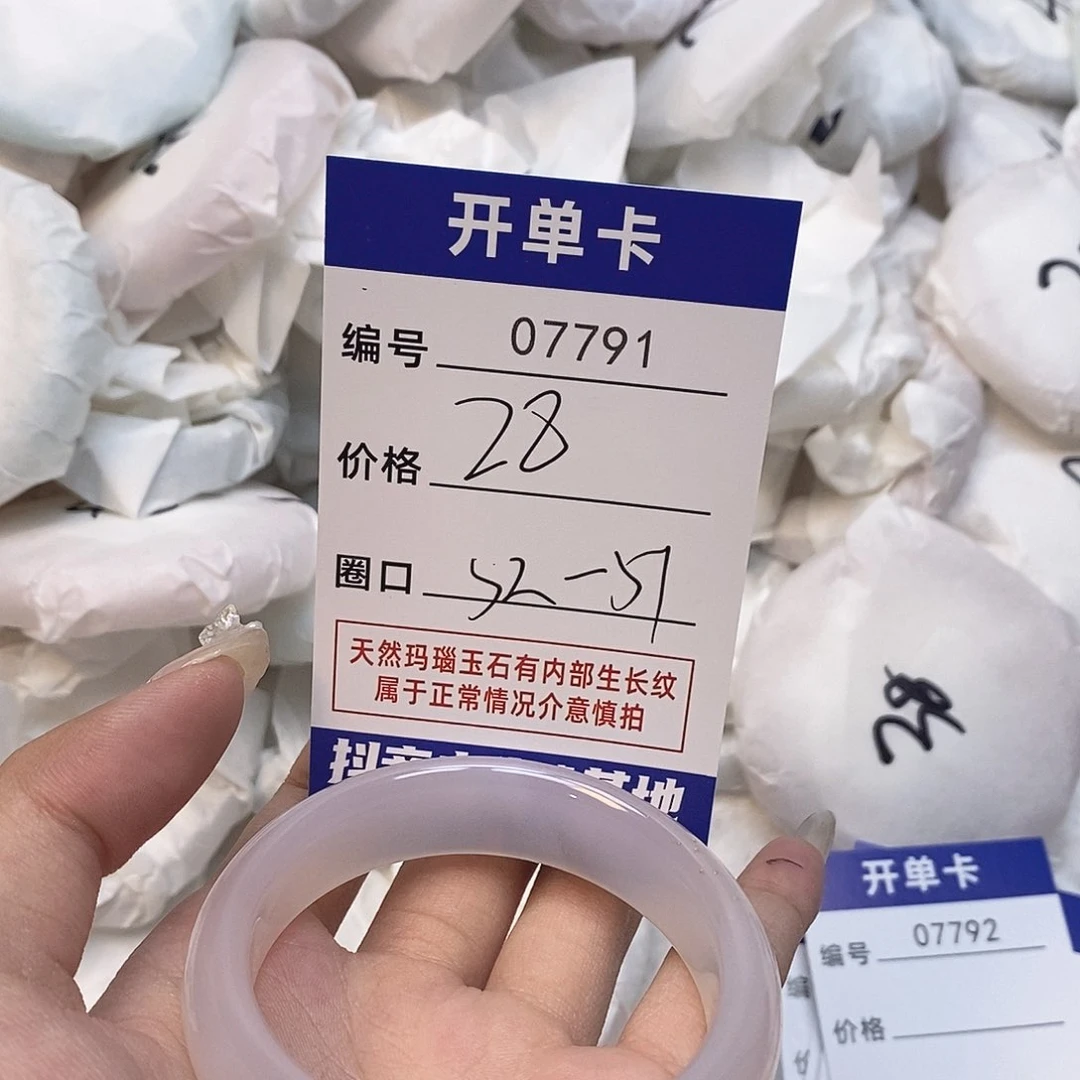 开单卡
编号 07791
价格 28
圈口
天然玛瑙玉石有内部生长纹
属于正常情况介意慎拍
28
开单卡
编号 07792
价格